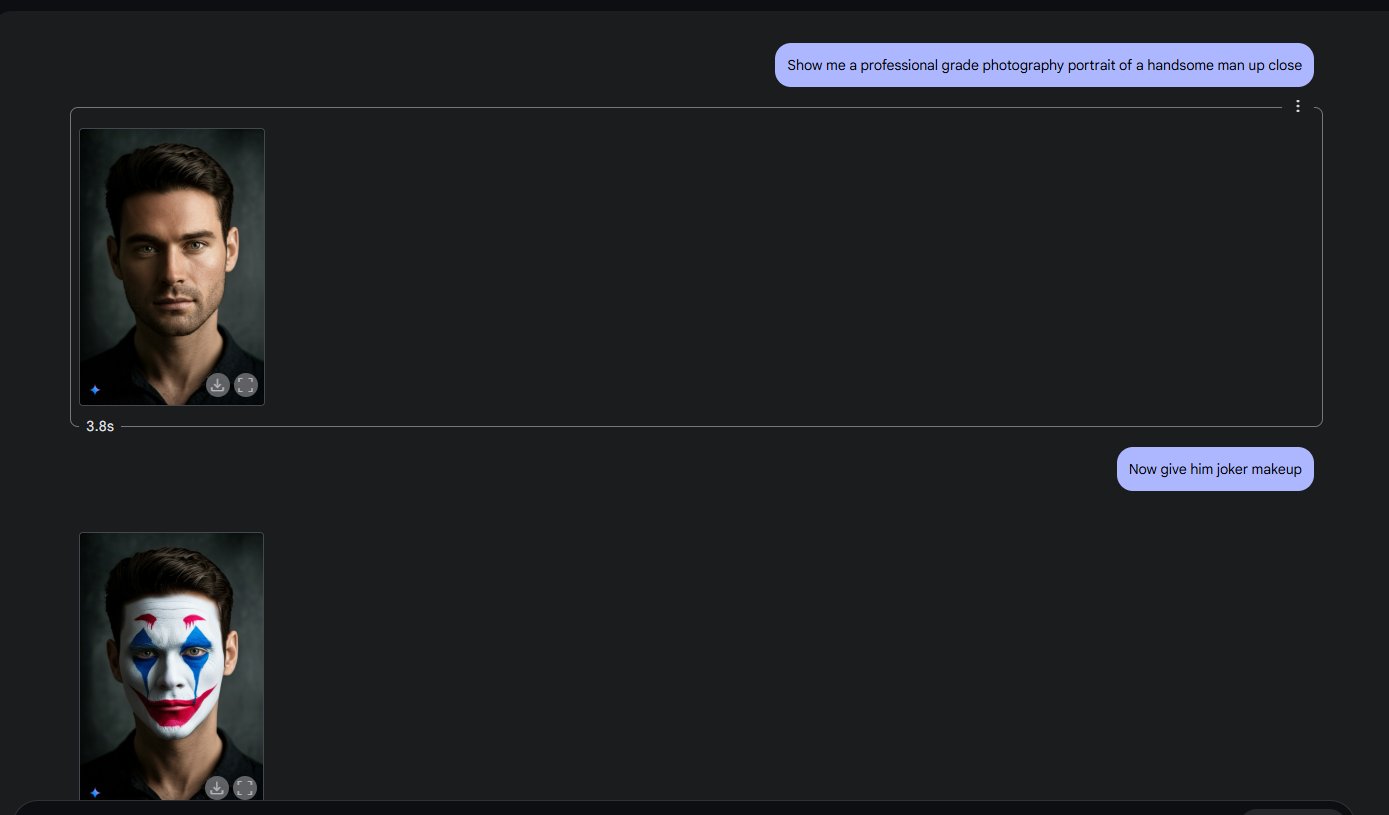 Show me a professional grade photography portrait of a handsome man up close
3.8s
Now give him joker makeup